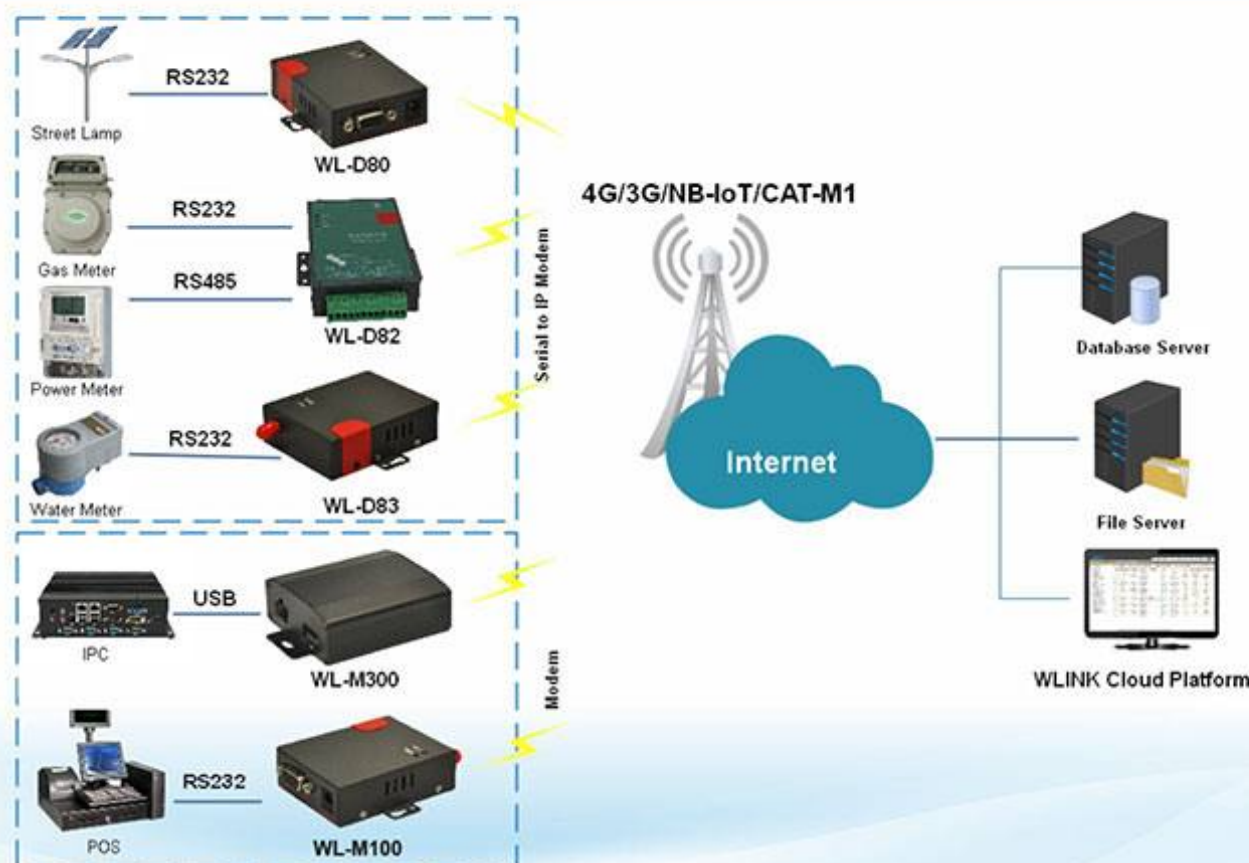 RS232
Street Lamp
WL-D80
RS232
Gas Meter
RS485
WL-D82
Power Meter
RS232
Water Meter
WL-D83
Serial to IP Modem
USB
IPC
WL-M300
RS232
POS
WL-M100
Modem
4G/3G/NB-IoT/CAT-M1
Internet
Database Server
File Server
WLINK Cloud Platform